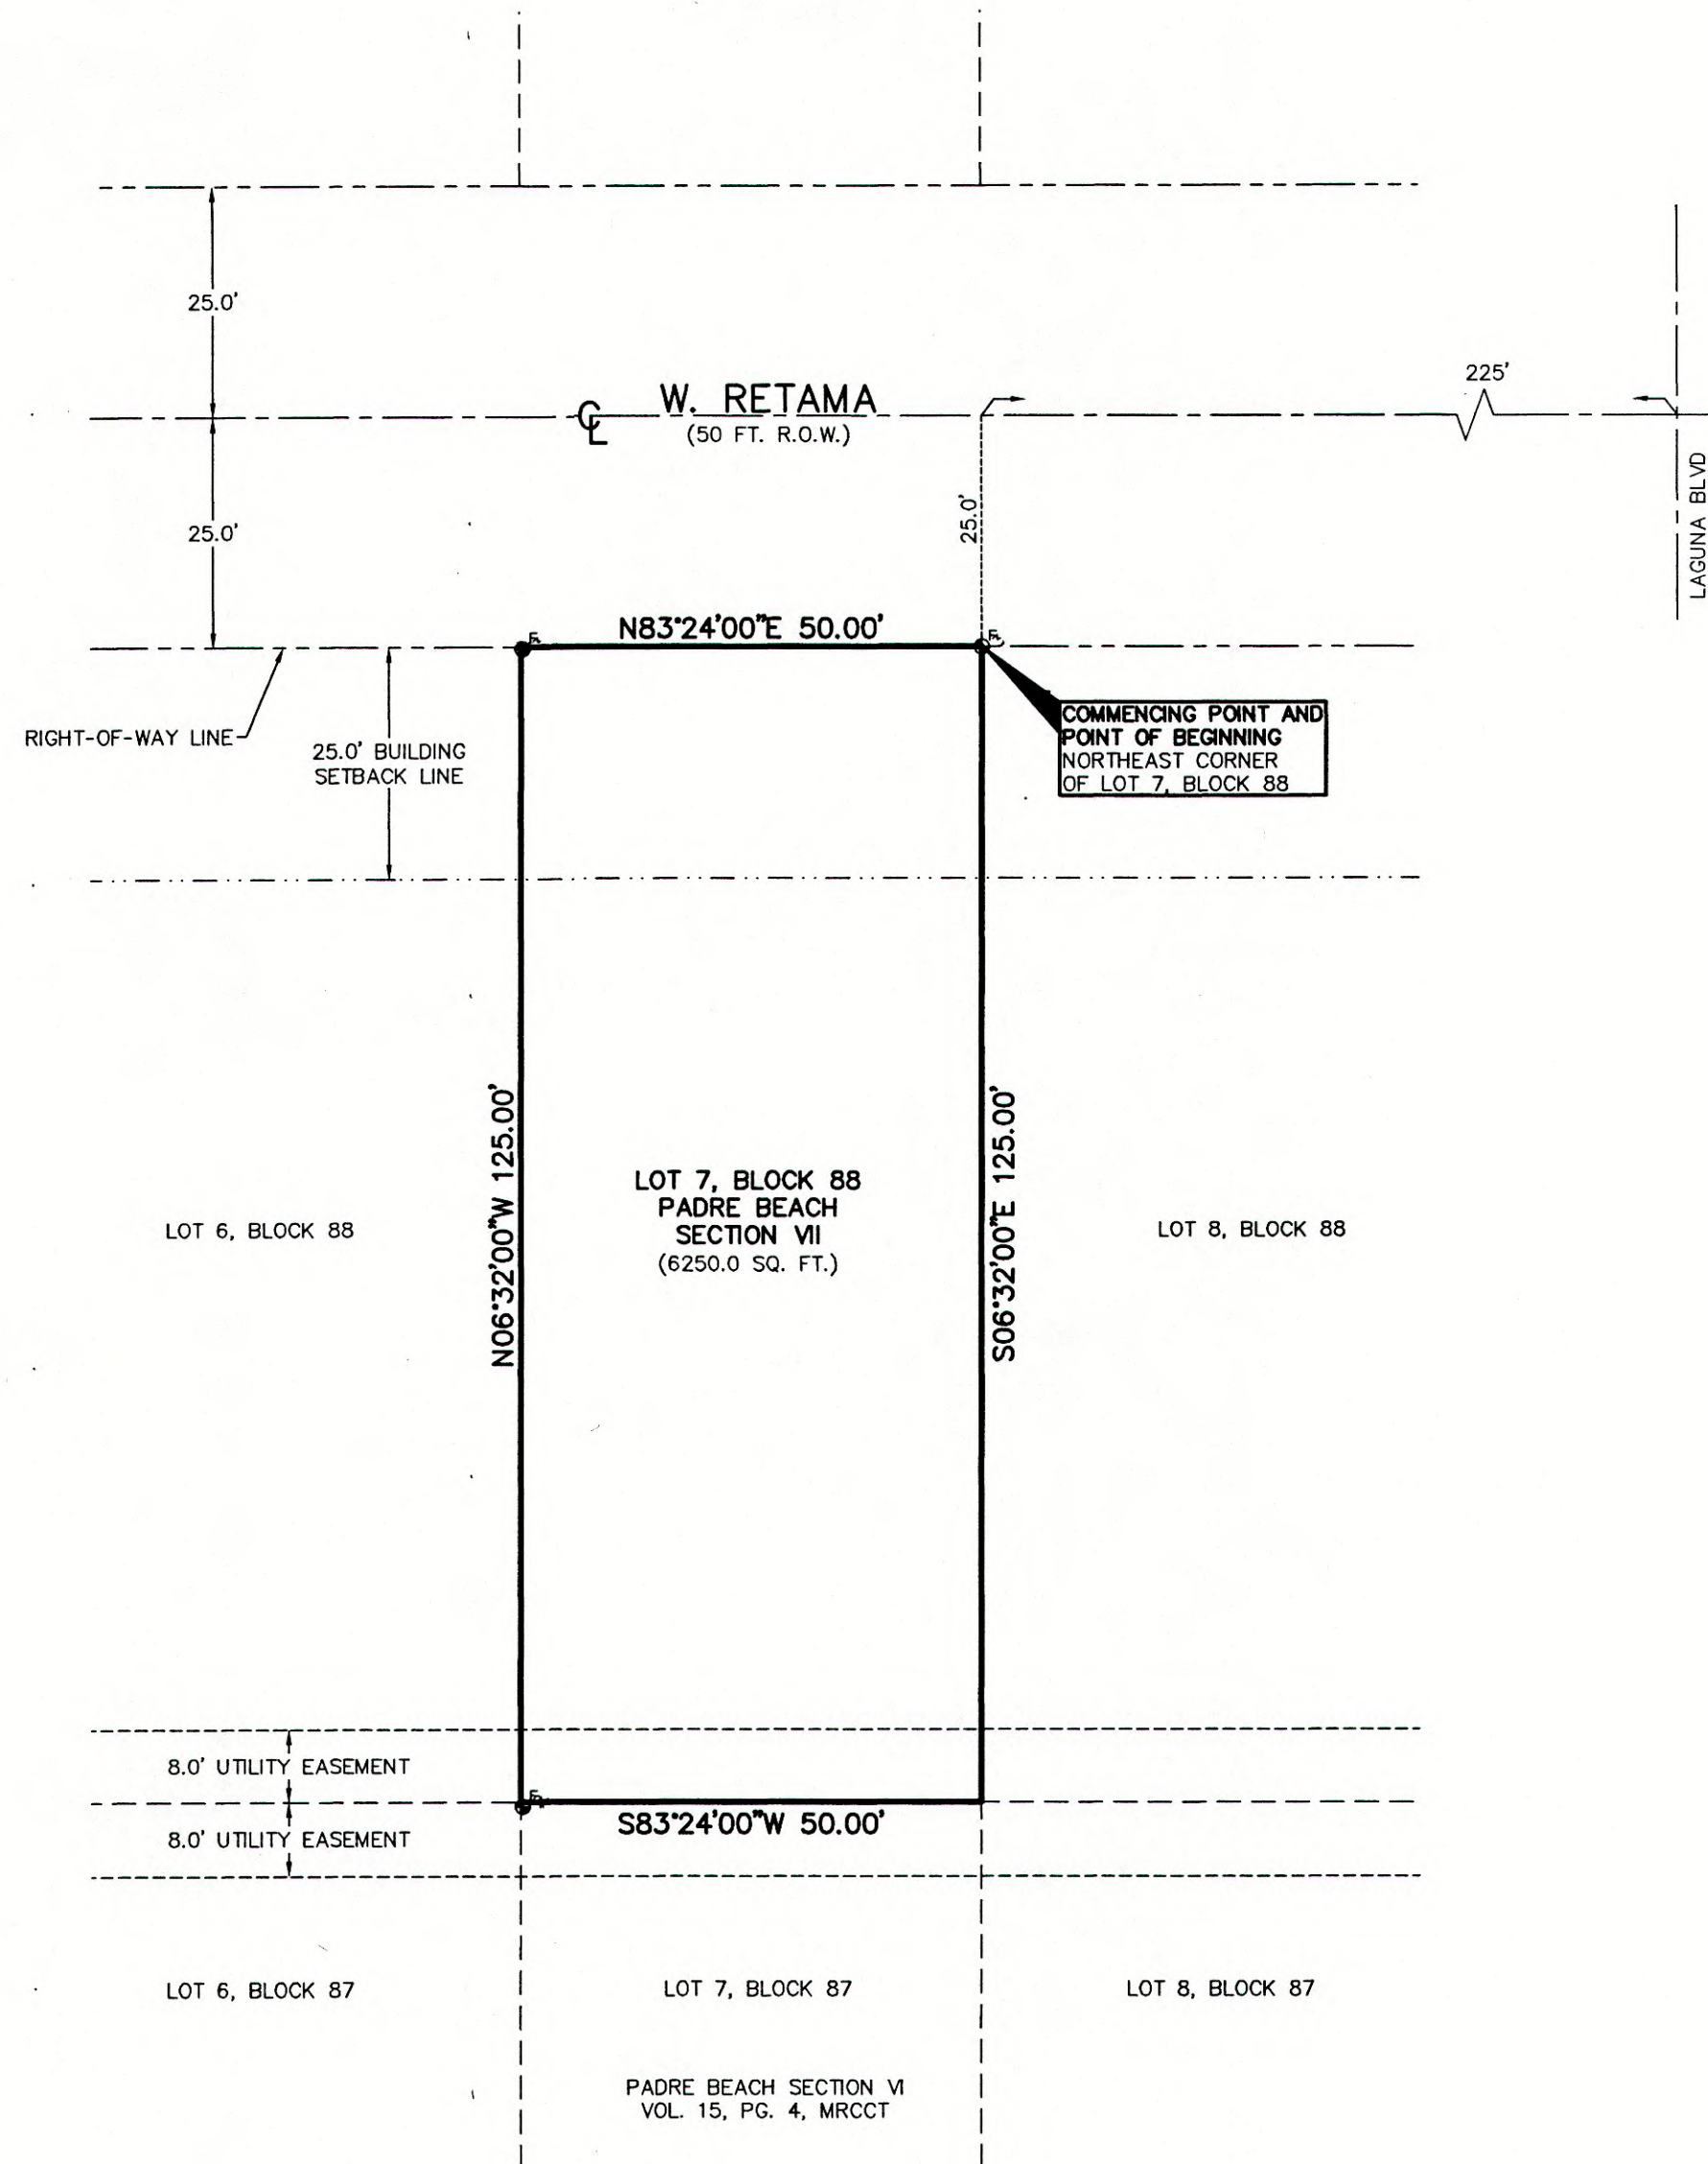 25.0'
225'
W. RETAMA
(50 FT. R.O.W.)
LAGUNA BLVD
25.0'
25.0'
N83°24'00"E 50.00'
COMMENCING POINT AND
POINT OF BEGINNING
NORTHEAST CORNER
OF LOT 7, BLOCK 88
RIGHT-OF-WAY LINE
25.0' BUILDING
SETBACK LINE
N06°32'00"W 125.00'
S06°32'00"E 125.00'
LOT 7, BLOCK 88
PADRE BEACH
SECTION VII
(6250.0 SQ. FT.)
LOT 6, BLOCK 88
LOT 8, BLOCK 88
8.0' UTILITY EASEMENT
8.0' UTILITY EASEMENT
S83°24'00"W 50.00'
LOT 6, BLOCK 87
LOT 7, BLOCK 87
LOT 8, BLOCK 87
PADRE BEACH SECTION VI
VOL. 15, PG. 4, MRCCT